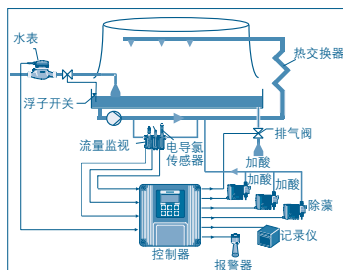 水表
热交换器
浮子开关
流量监视
电导氯
传感器
排气阀
加酸
加酸
加酸
除藻
记录仪
控制器
报警器